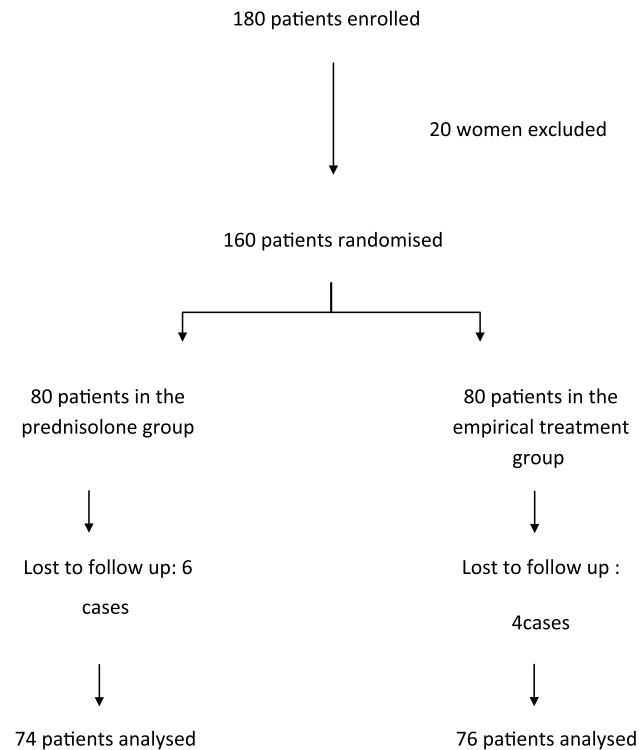 180 patients enrolled
20 women excluded
160 patients randomised
80 patients in the
prednisolone group
80 patients in the
empirical treatment
group
Lost to follow up: 6
cases
Lost to follow up :
4cases
74 patients analysed
76 patients analysed